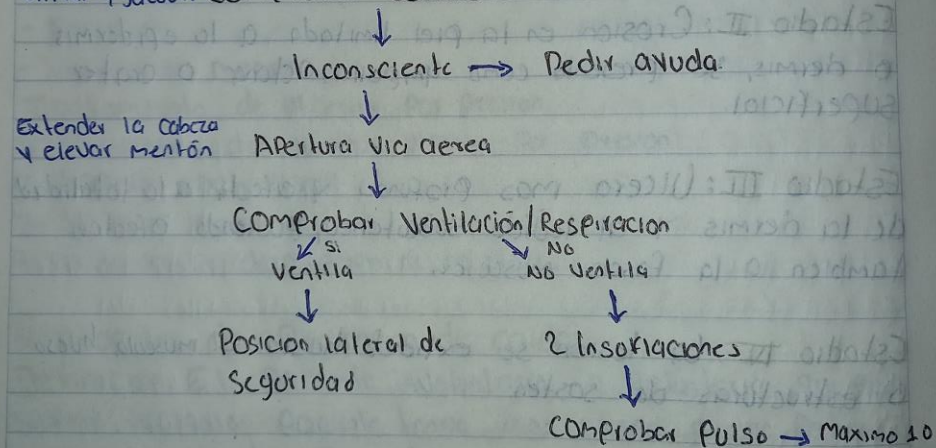 Inconsciente → Pedir ayuda
Extender la cabeza
y elevar mentón
Apertura via aerea
Comprobar Ventilación/Respiracion
Si
No
Ventila
No Ventila
Posicion lateral de
Seguridad
2 Insoflaciones
Comprobar Pulso → Maximo 10